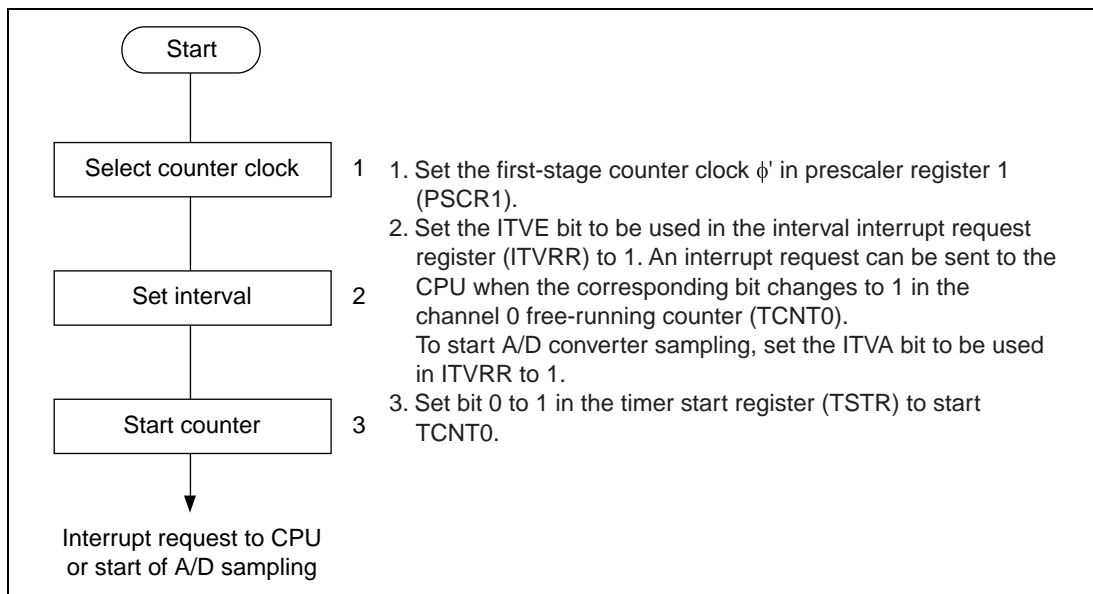 Start
Select counter clock
1
Set interval
2
Start counter
3
Interrupt request to CPU
or start of A/D sampling
1. Set the first-stage counter clock ϕ' in prescaler register 1
(PSCR1).
2. Set the ITVE bit to be used in the interval interrupt request
register (ITVRR) to 1. An interrupt request can be sent to the
CPU when the corresponding bit changes to 1 in the
channel 0 free-running counter (TCNT0).
To start A/D converter sampling, set the ITVA bit to be used
in ITVRR to 1.
3. Set bit 0 to 1 in the timer start register (TSTR) to start
TCNT0.